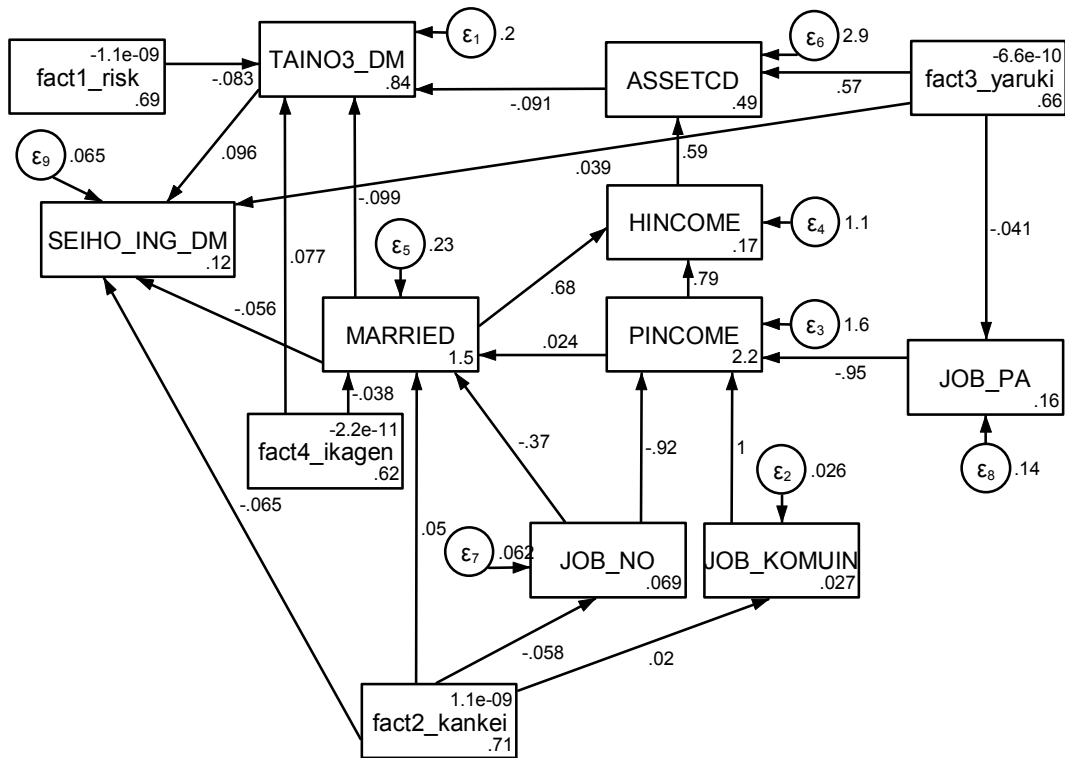 ε₁ .2
ε₆ 2.9
-1.1e-09
fact1_risk
.69
-.083
TAINO3_DM
.84
-.091
ASSETCD
.49
.57
-6.6e-10
fact3_yaruki
.66
ε₉ .065
.096
-.099
.59
.039
SEIHO_ING_DM
.12
.077
ε₅ .23
HINCOME
.17
ε₄ 1.1
-.041
.68
.79
-.056
MARRIED
1.5
.024
PINCOME
2.2
ε₃ 1.6
-.95
JOB_PA
.16
-.038
-2.2e-11
fact4_ikagen
.62
-.37
-.92
1
ε₂ .026
ε₈ .14
-.065
.05
ε₇ .062
JOB_NO
.069
JOB_KOMUIN
.027
-.058
.02
1.1e-09
fact2_kankei
.71